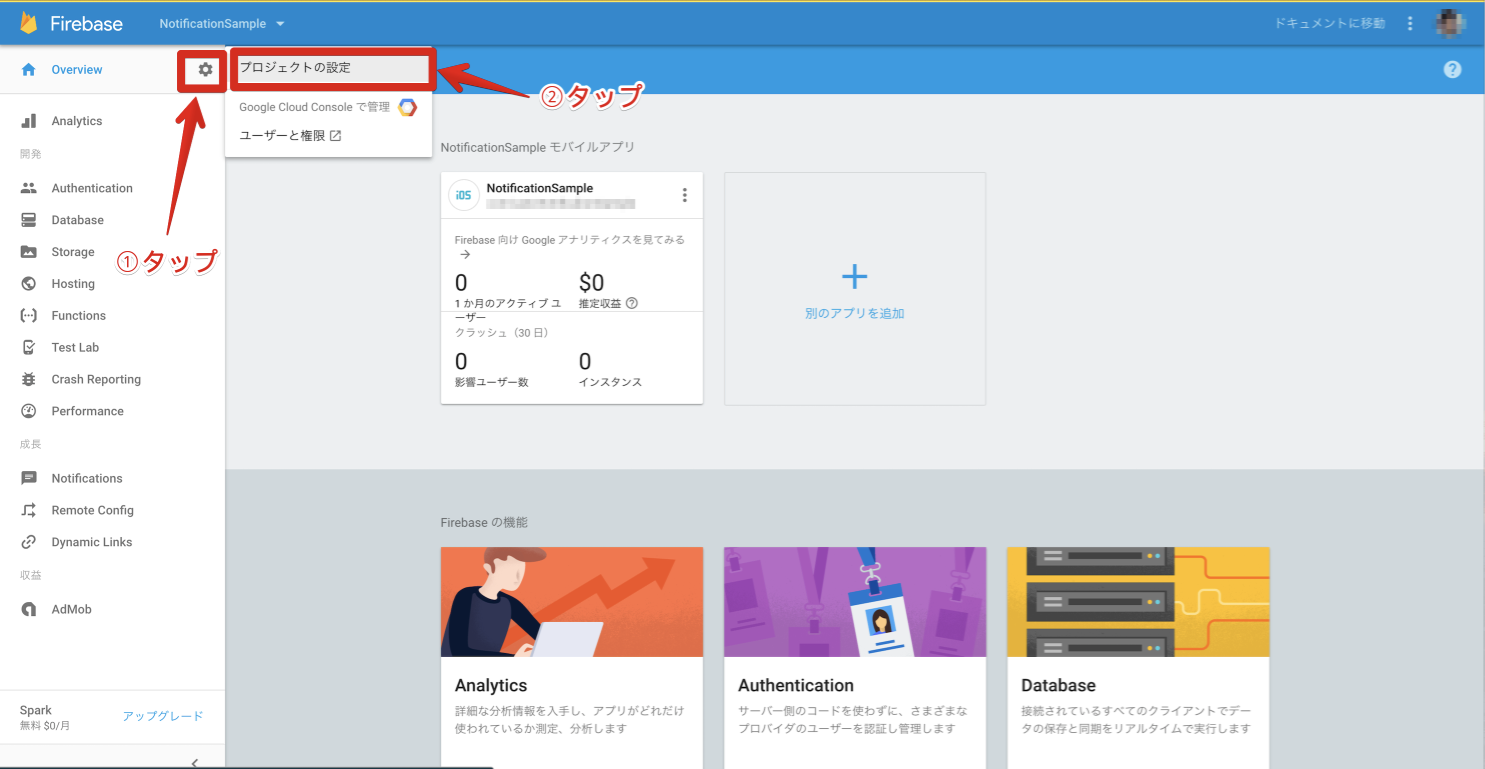 Firebase
NotificationSample
ドキュメントに移動
Overview
プロジェクトの設定
Google Cloud Console で管理
ユーザーと権限
①タップ
②タップ
Analytics
開発
Authentication
Database
Storage
Hosting
Functions
Test Lab
Crash Reporting
Performance
成長
Notifications
Remote Config
Dynamic Links
収益
AdMob
Spark
無料 $0/月
アップグレード
NotificationSample モバイルアプリ
iOS
NotificationSample
Firebase 向け Google アナリティクスを見てみる
→
0
1 か月のアクティブ ユ
ーザー
$0
推定収益
クラッシュ（30 日）
0
影響ユーザー数
0
インスタンス
別のアプリを追加
Firebase の機能
Analytics
詳細な分析情報を入手し、アプリがどれだけ
使われているか測定、分析します
Authentication
サーバー側のコードを使わずに、さまざまな
プロバイダのユーザーを認証し管理します
Database
接続されているすべてのクライアントでデー
タの保存と同期をリアルタイムで実行します